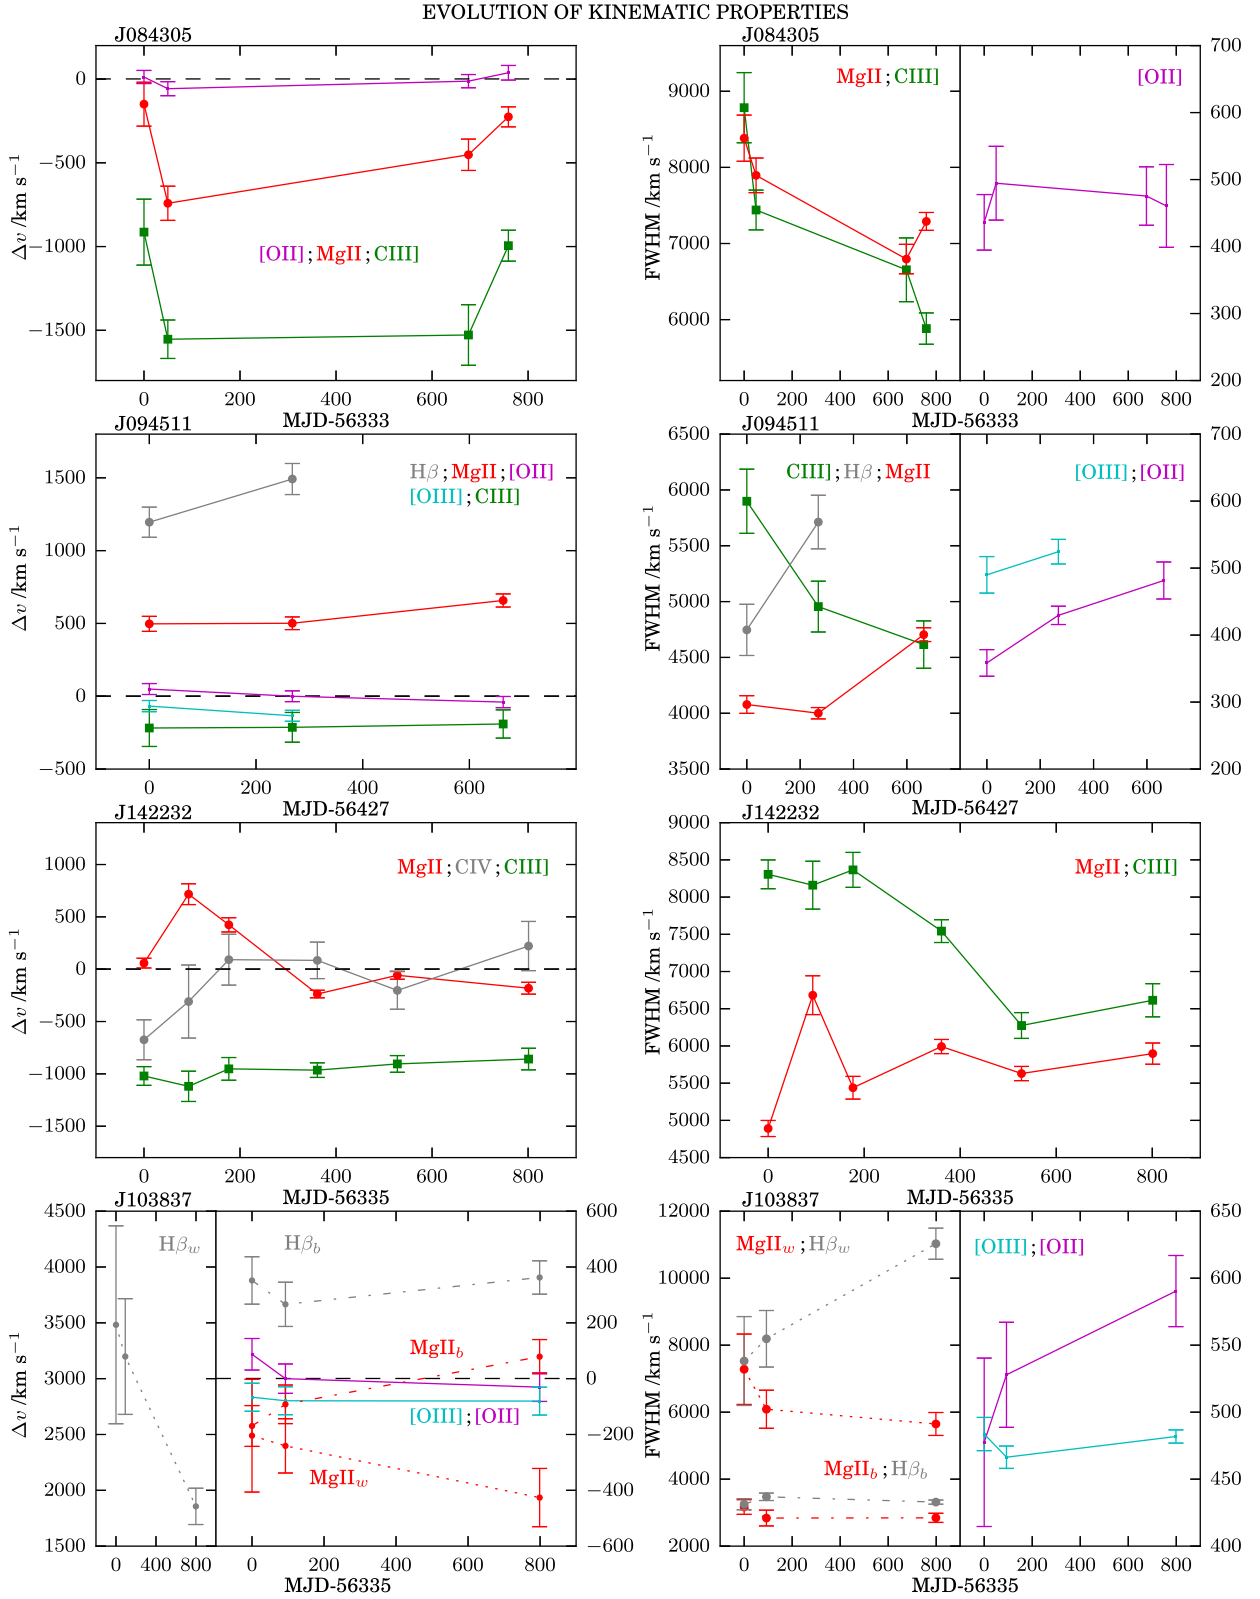 EVOLUTION OF KINEMATIC PROPERTIES
J084305
0
−500
−1000
−1500
Δv /km s−1
[OII] ; MgII ; CIII]
0 200 400 600 800
MJD-56333
J084305
9000
8000
7000
6000
FWHM /km s−1
MgII ; CIII]
0 200 400 600 800
[OII]
700
600
500
400
300
200
0 200 400 600 800
MJD-56333
J094511
1500
1000
500
0
−500
Δv /km s−1
Hβ ; MgII ; [OII]
[OIII] ; CIII]
0 200 400 600
MJD-56427
J094511
6500
6000
5500
5000
4500
4000
3500
FWHM /km s−1
CIII] ; Hβ ; MgII
0 200 400 600 800
[OIII] ; [OII]
700
600
500
400
300
200
0 200 400 600
MJD-56427
J142232
1000
500
0
−500
−1000
−1500
Δv /km s−1
MgII ; CIV ; CIII]
0 200 400 600 800
MJD-56335
J142232
9000
8500
8000
7500
7000
6500
6000
5500
5000
4500
FWHM /km s−1
MgII ; CIII]
0 200 400 600 800
MJD-56335
J103837
4500
4000
3500
3000
2500
2000
1500
Δv /km s−1
Hβw
0 400 800
Hβb
MgIIb
[OIII] ; [OII]
MgIIw
600
400
200
0
−200
−400
−600
0 200 400 600 800
MJD-56335
J103837
12000
10000
8000
6000
4000
2000
FWHM /km s−1
MgIIw ; Hβw
MgIIb ; Hβb
0 200 400 600 800
[OIII] ; [OII]
650
600
550
500
450
400
0 200 400 600 800
MJD-56335